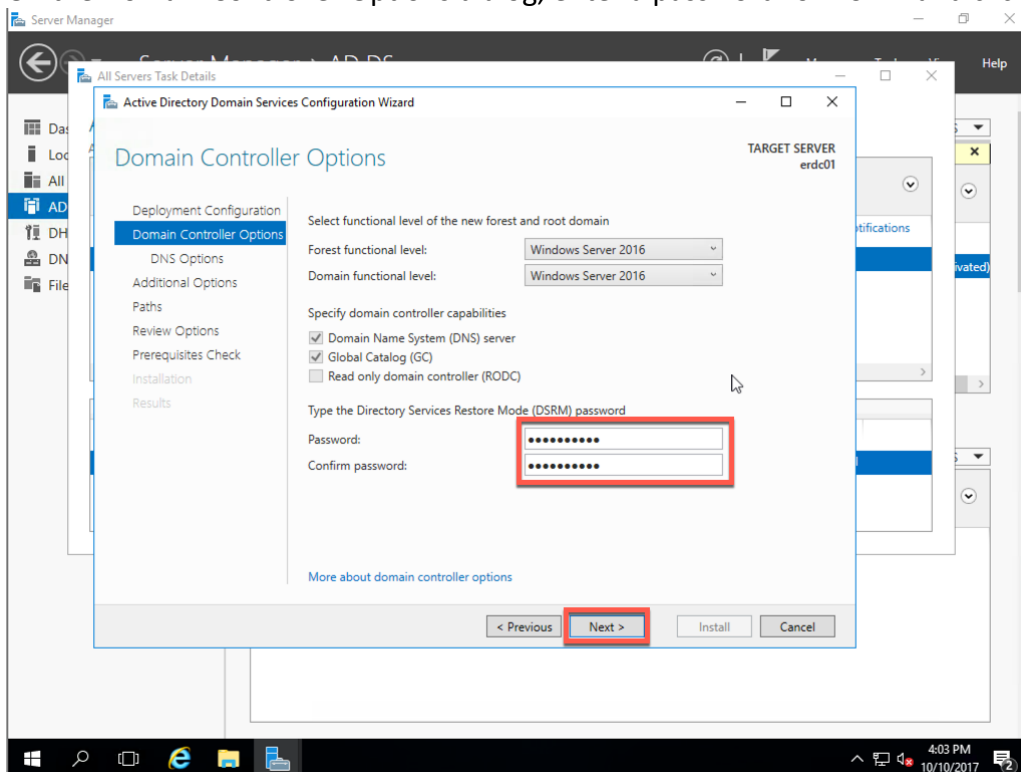 Server Manager
Help
All Servers Task Details
Active Directory Domain Services Configuration Wizard
Domain Controller Options
TARGET SERVER
erdc01
Deployment Configuration
Domain Controller Options
DNS Options
Additional Options
Paths
Review Options
Prerequisites Check
Installation
Results
Select functional level of the new forest and root domain
Forest functional level: Windows Server 2016
Domain functional level: Windows Server 2016
Specify domain controller capabilities
Domain Name System (DNS) server
Global Catalog (GC)
Read only domain controller (RODC)
Type the Directory Services Restore Mode (DSRM) password
Password: ••••••••••
Confirm password: ••••••••••
More about domain controller options
< Previous Next > Install Cancel
All
AD
DH
DN
File
4:03 PM
10/10/2017
2